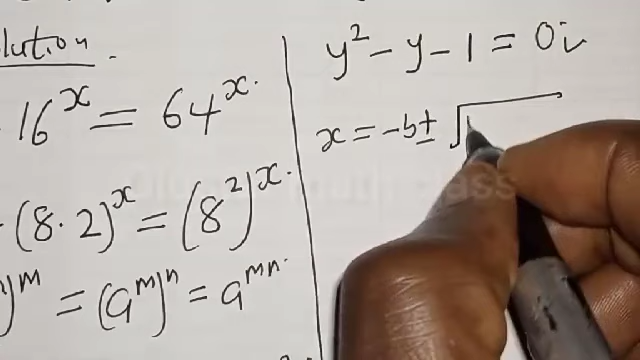 lution.
16^x = 64^x.
(8.2)^x = (8^2)^x.
)^m = (a^m)^n = a^mn.
y^2 - y - 1 = 0
x = -b ± √